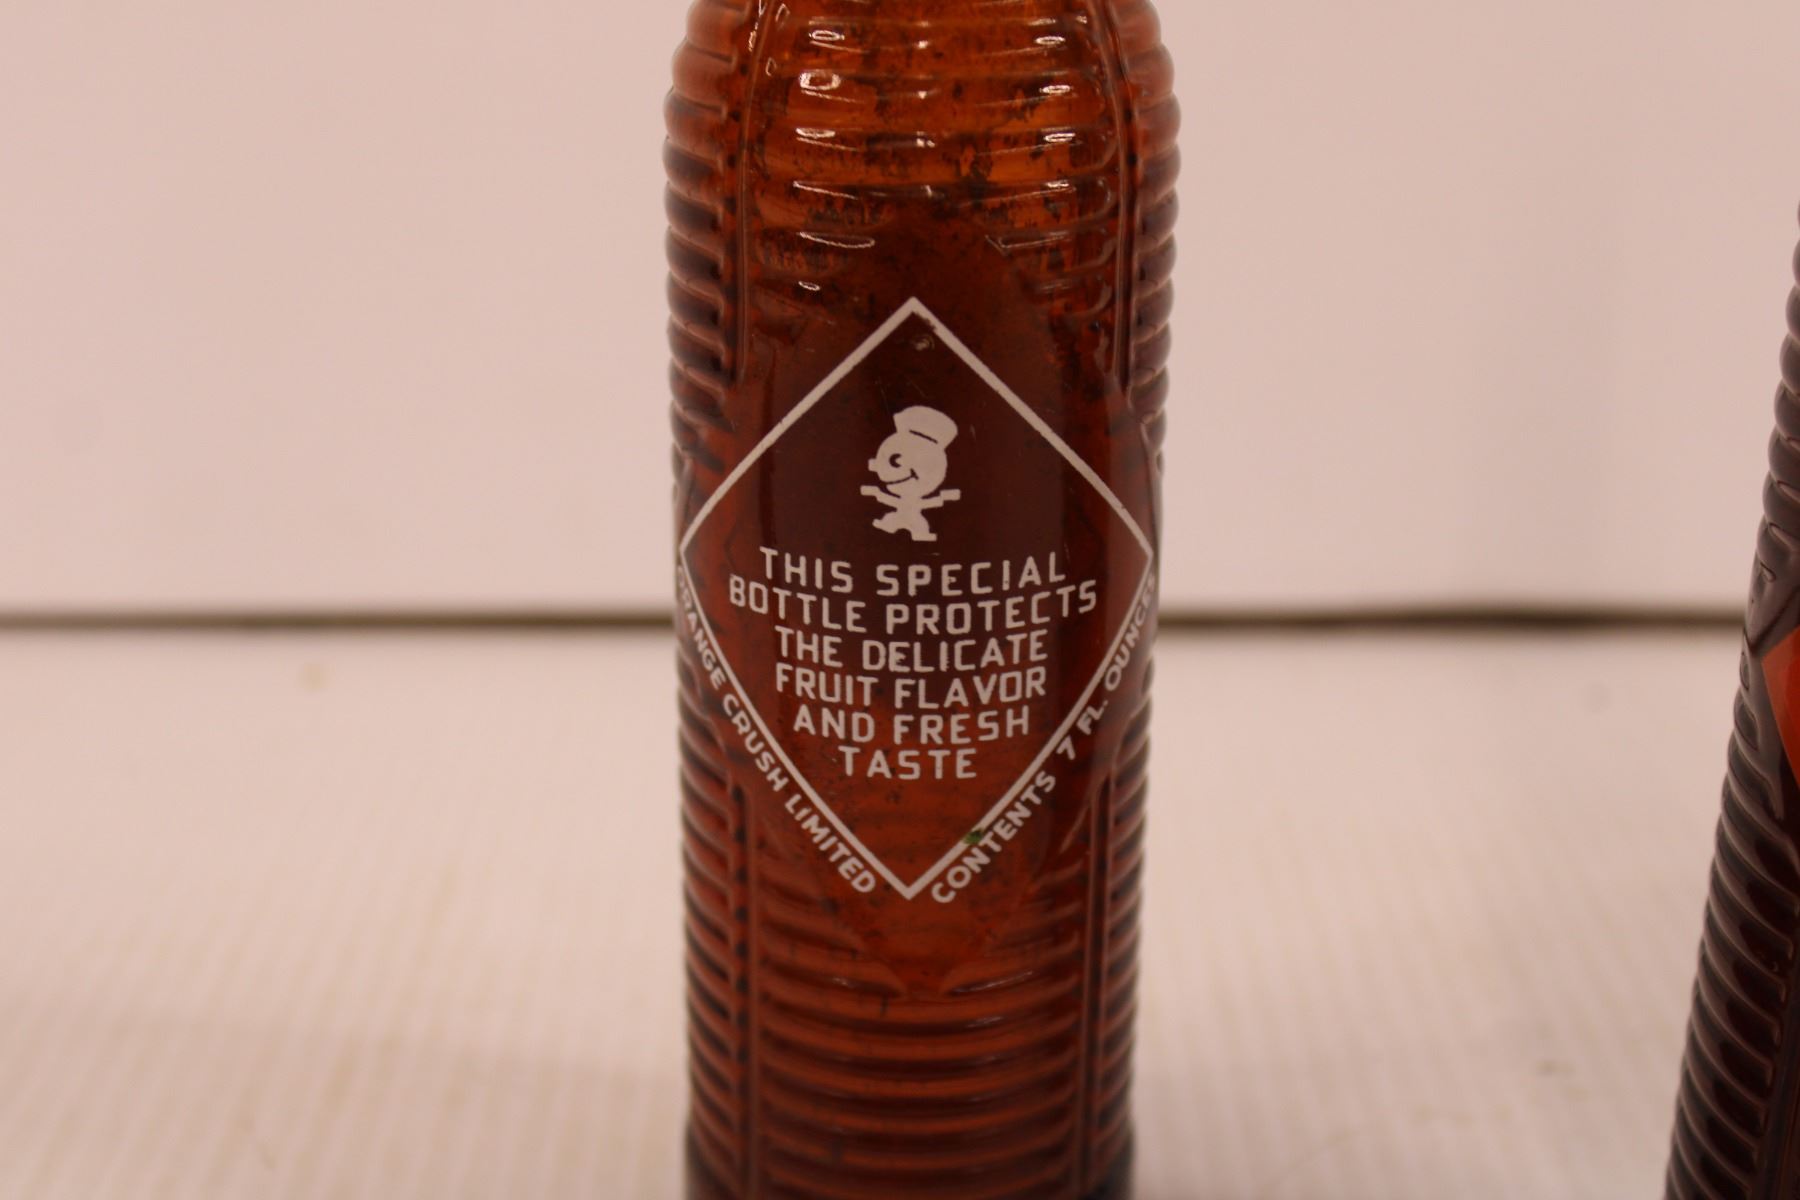 THIS SPECIAL
BOTTLE PROTECTS
THE DELICATE
FRUIT FLAVOR
AND FRESH
TASTE
ORANGE CRUSH LIMITED
CONTENTS 7 FL. OUNCES